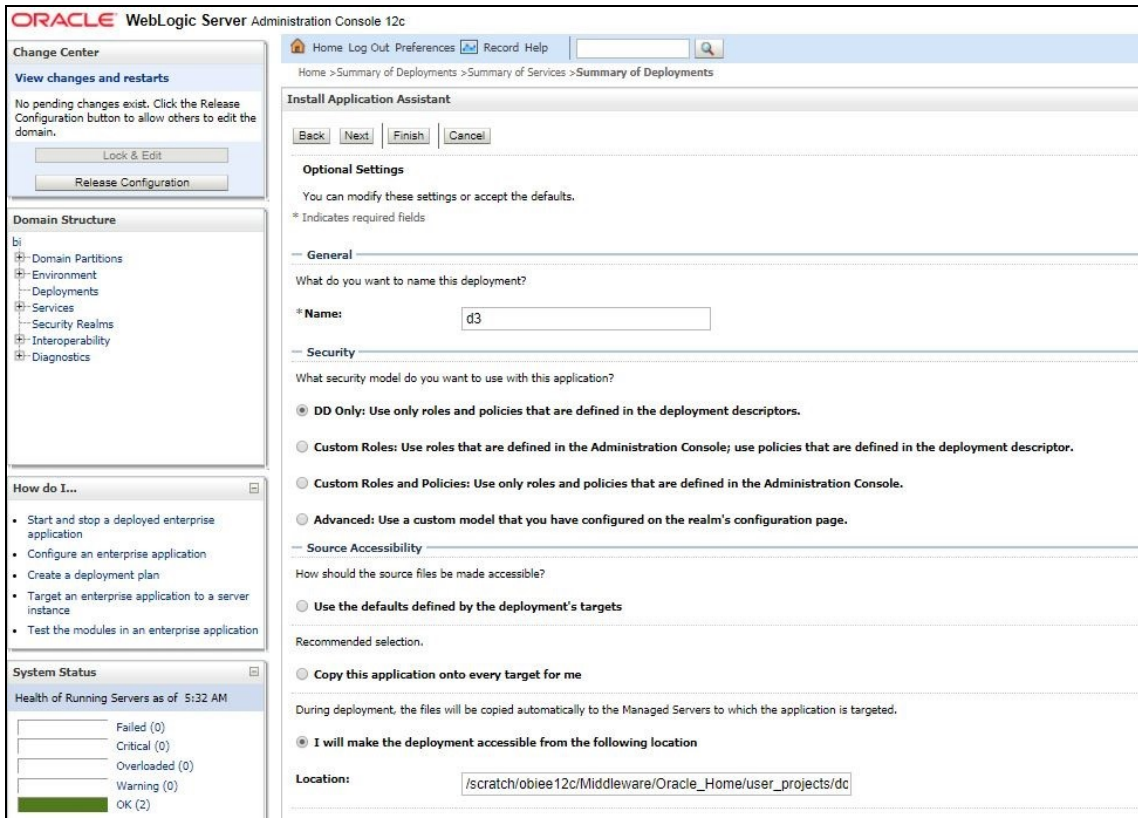 ORACLE WebLogic Server Administration Console 12c
Change Center
View changes and restarts
No pending changes exist. Click the Release
Configuration button to allow others to edit the
domain.
Lock & Edit
Release Configuration
Domain Structure
bi
Domain Partitions
Environment
Deployments
Services
Security Realms
Interoperability
Diagnostics
How do I...
Start and stop a deployed enterprise
application
Configure an enterprise application
Create a deployment plan
Target an enterprise application to a server
instance
Test the modules in an enterprise application
System Status
Health of Running Servers as of 5:32 AM
Failed (0)
Critical (0)
Overloaded (0)
Warning (0)
OK (2)
Home Log Out Preferences Record Help
Home >Summary of Deployments >Summary of Services >Summary of Deployments
Install Application Assistant
Back Next Finish Cancel
Optional Settings
You can modify these settings or accept the defaults.
* Indicates required fields
General
What do you want to name this deployment?
* Name: d3
Security
What security model do you want to use with this application?
DD Only: Use only roles and policies that are defined in the deployment descriptors.
Custom Roles: Use roles that are defined in the Administration Console; use policies that are defined in the deployment descriptor.
Custom Roles and Policies: Use only roles and policies that are defined in the Administration Console.
Advanced: Use a custom model that you have configured on the realm's configuration page.
Source Accessibility
How should the source files be made accessible?
Use the defaults defined by the deployment's targets
Recommended selection.
Copy this application onto every target for me
During deployment, the files will be copied automatically to the Managed Servers to which the application is targeted.
I will make the deployment accessible from the following location
Location: /scratch/obiee12c/Middleware/Oracle_Home/user_projects/dc